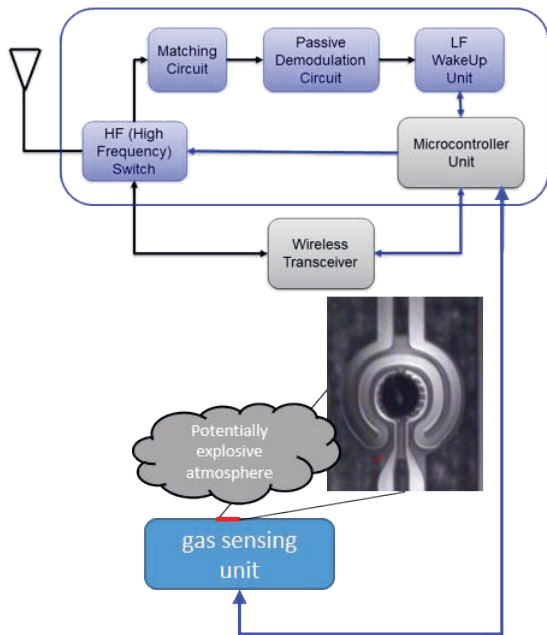 Matching
Circuit
Passive
Demodulation
Circuit
LF
WakeUp
Unit
HF (High
Frequency)
Switch
Microcontroller
Unit
Wireless
Transceiver
Potentially
explosive
atmosphere
gas sensing
unit